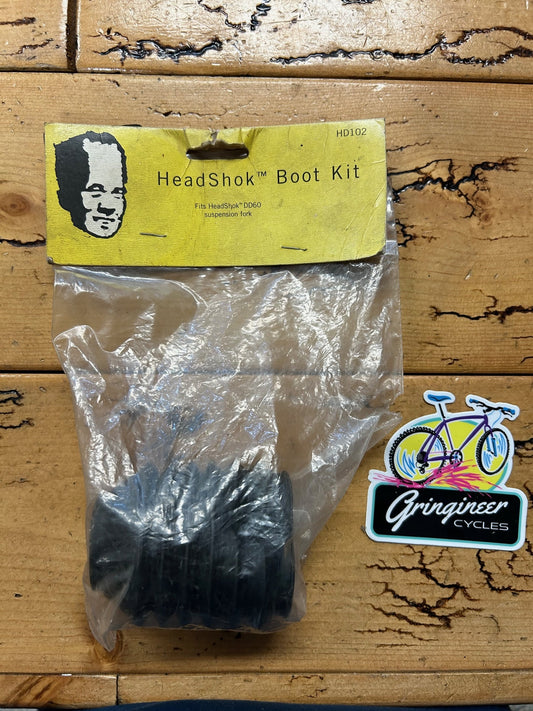 HD102
HeadShok™ Boot Kit
Fits HeadShok™ DD60
suspension fork
Gringineer
CYCLES